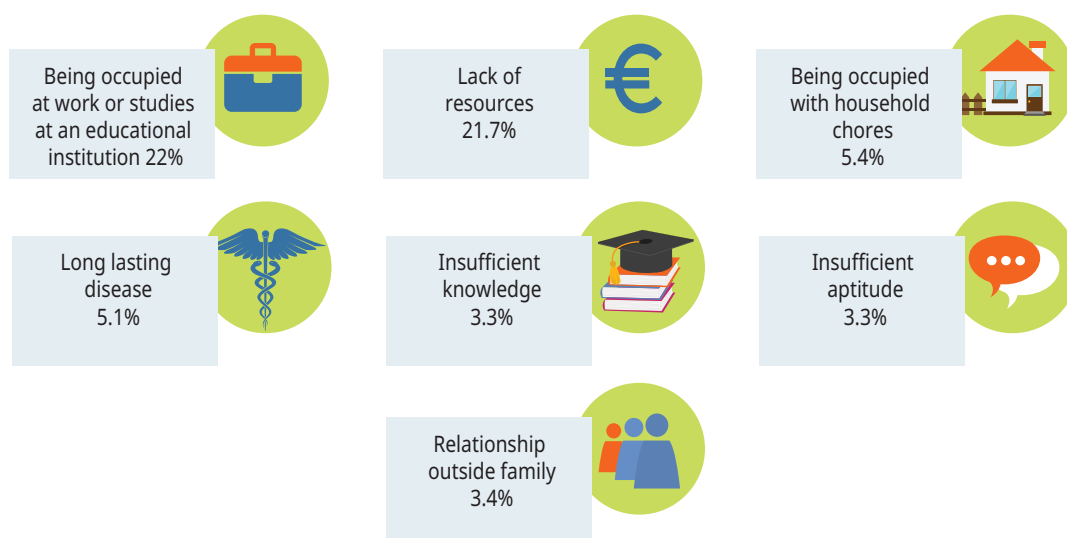 Being occupied
at work or studies
at an educational
institution 22%
Lack of
resources
21.7%
Being occupied
with household
chores
5.4%
Long lasting
disease
5.1%
Insufficient
knowledge
3.3%
Insufficient
aptitude
3.3%
Relationship
outside family
3.4%